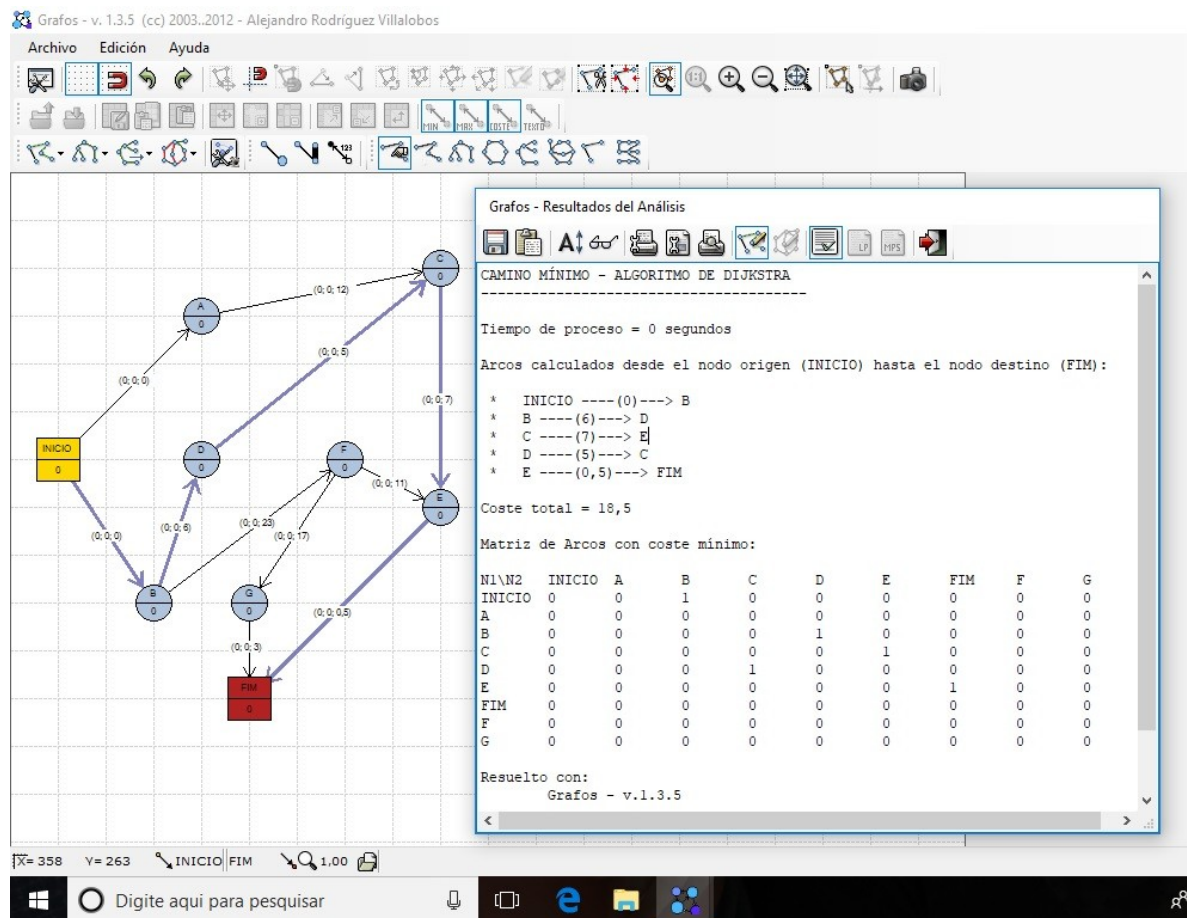 Grafos - v. 1.3.5 (cc) 2003..2012 - Alejandro Rodríguez Villalobos
Archivo Edición Ayuda
MIN MAX COSTE TEXTO
123
C
0
(0; 0; 12)
A
0
(0; 0; 5)
(0; 0; 0)
(0; 0; 7)
INICIO
0
D
0
F
0
(0; 0; 11)
E
0
(0; 0; 0)
(0; 0; 6)
(0; 0; 23)
(0; 0; 17)
B
0
G
0
(0; 0; 0,5)
(0; 0; 3)
FIM
0
Grafos - Resultados del Análisis
LP MPS
CAMINO MÍNIMO - ALGORITMO DE DIJKSTRA
----------------------------------------
Tiempo de proceso = 0 segundos
Arcos calculados desde el nodo origen (INICIO) hasta el nodo destino (FIM):
* INICIO ----(0)---> B
* B ----(6)---> D
* C ----(7)---> E
* D ----(5)---> C
* E ----(0,5)---> FIM
Coste total = 18,5
Matriz de Arcos con coste mínimo:
N1\N2 INICIO A B C D E FIM F G
INICIO 0 0 1 0 0 0 0 0 0
A 0 0 0 0 0 0 0 0 0
B 0 0 0 0 1 0 0 0 0
C 0 0 0 0 0 1 0 0 0
D 0 0 0 1 0 0 0 0 0
E 0 0 0 0 0 0 1 0 0
FIM 0 0 0 0 0 0 0 0 0
F 0 0 0 0 0 0 0 0 0
G 0 0 0 0 0 0 0 0 0
Resuelto con:
Grafos - v.1.3.5
X= 358 Y= 263 INICIO FIM 1,00
Digite aqui para pesquisar